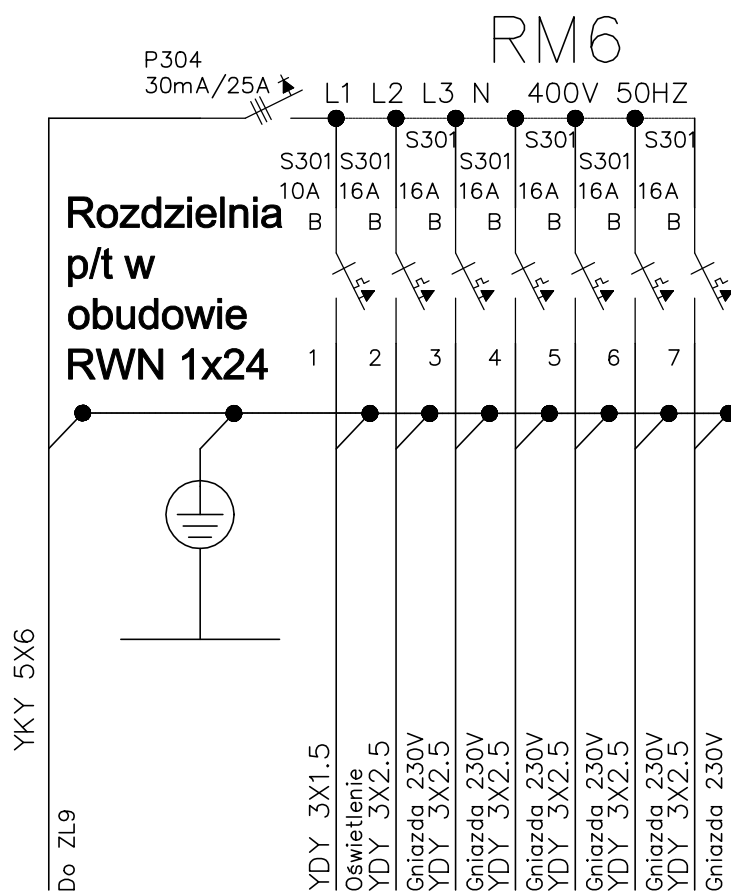 RM6
P304
30mA/25A
L1 L2 L3 N 400V 50HZ
S301 S301 S301 S301 S301 S301 S301
10A 16A 16A 16A 16A 16A 16A
B B B B B B B
Rozdzielnia
p/t w
obudowie
RWN 1x24
1 2 3 4 5 6 7
YKY 5X6
Do ZL9
YDY 3X1.5
Oświetlenie
YDY 3X2.5
Gniazda 230V
YDY 3X2.5
Gniazda 230V
YDY 3X2.5
Gniazda 230V
YDY 3X2.5
Gniazda 230V
YDY 3X2.5
Gniazda 230V
YDY 3X2.5
Gniazda 230V